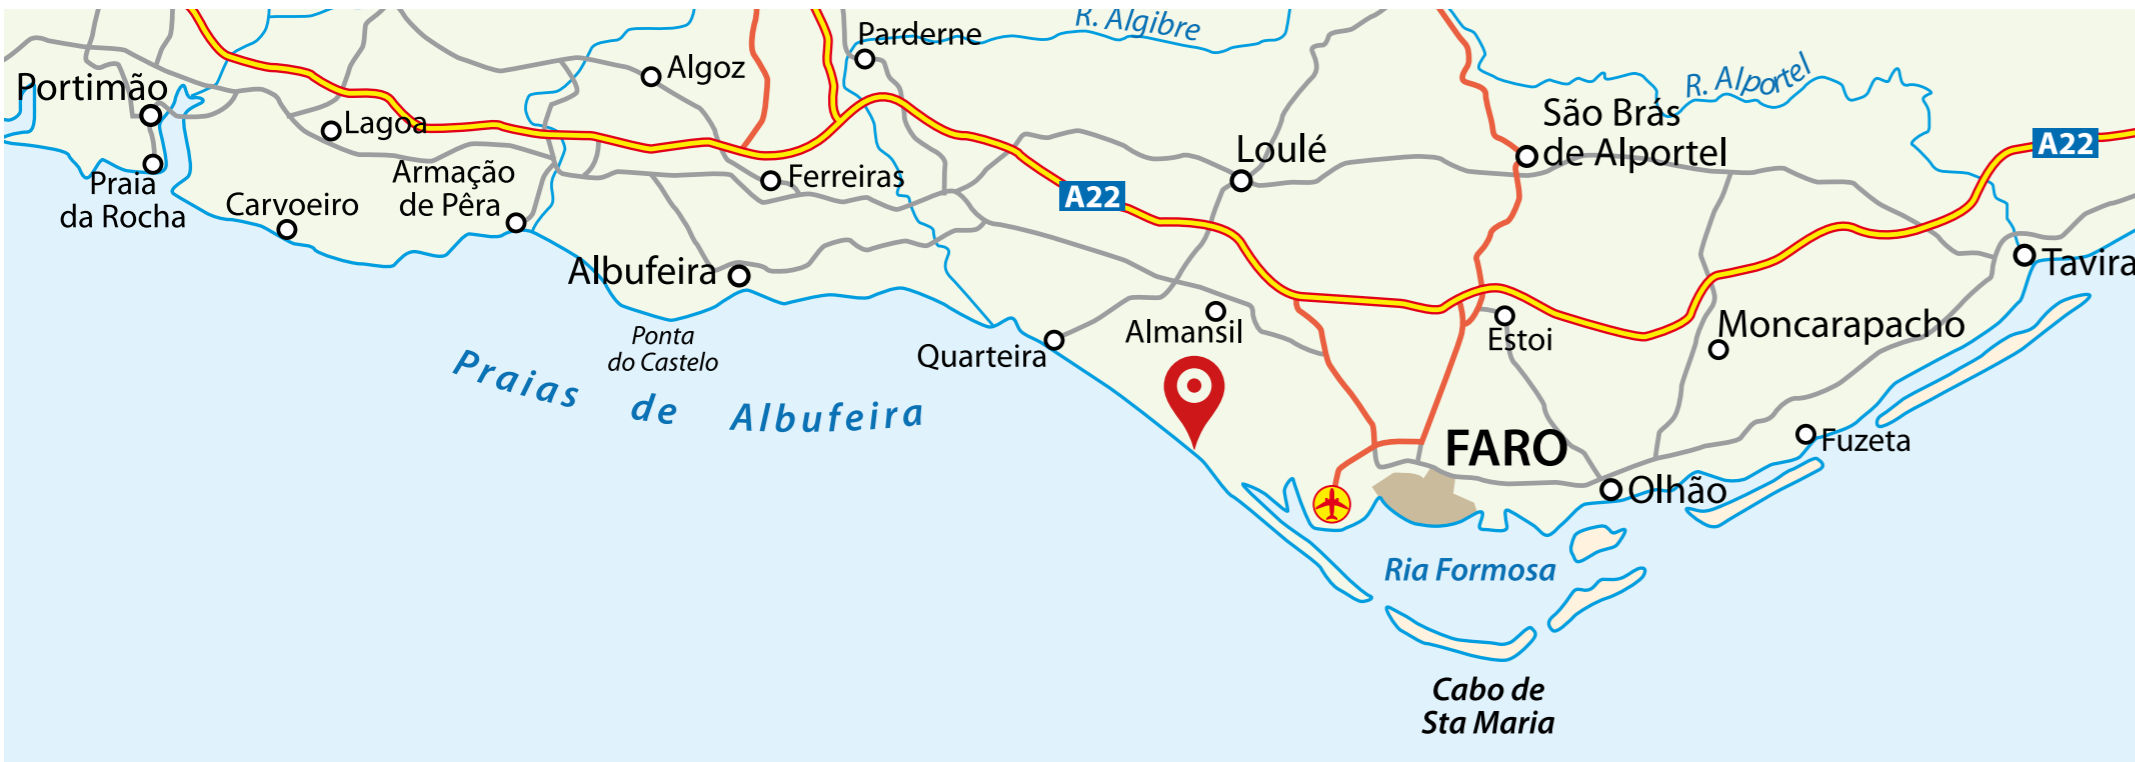 R. Algibre
Parderne
Algoz
Portimão
R. Alportel
São Brás
de Alportel
Lagoa
A22
Loulé
Armação
de Pêra
Ferreiras
Praia
da Rocha
A22
Carvoeiro
Albufeira
Tavira
Almansil
Moncarapacho
Ponta
do Castelo
Estoi
Quarteira
Praias de Albufeira
FARO
Fuzeta
Olhão
Ria Formosa
Cabo de
Sta Maria